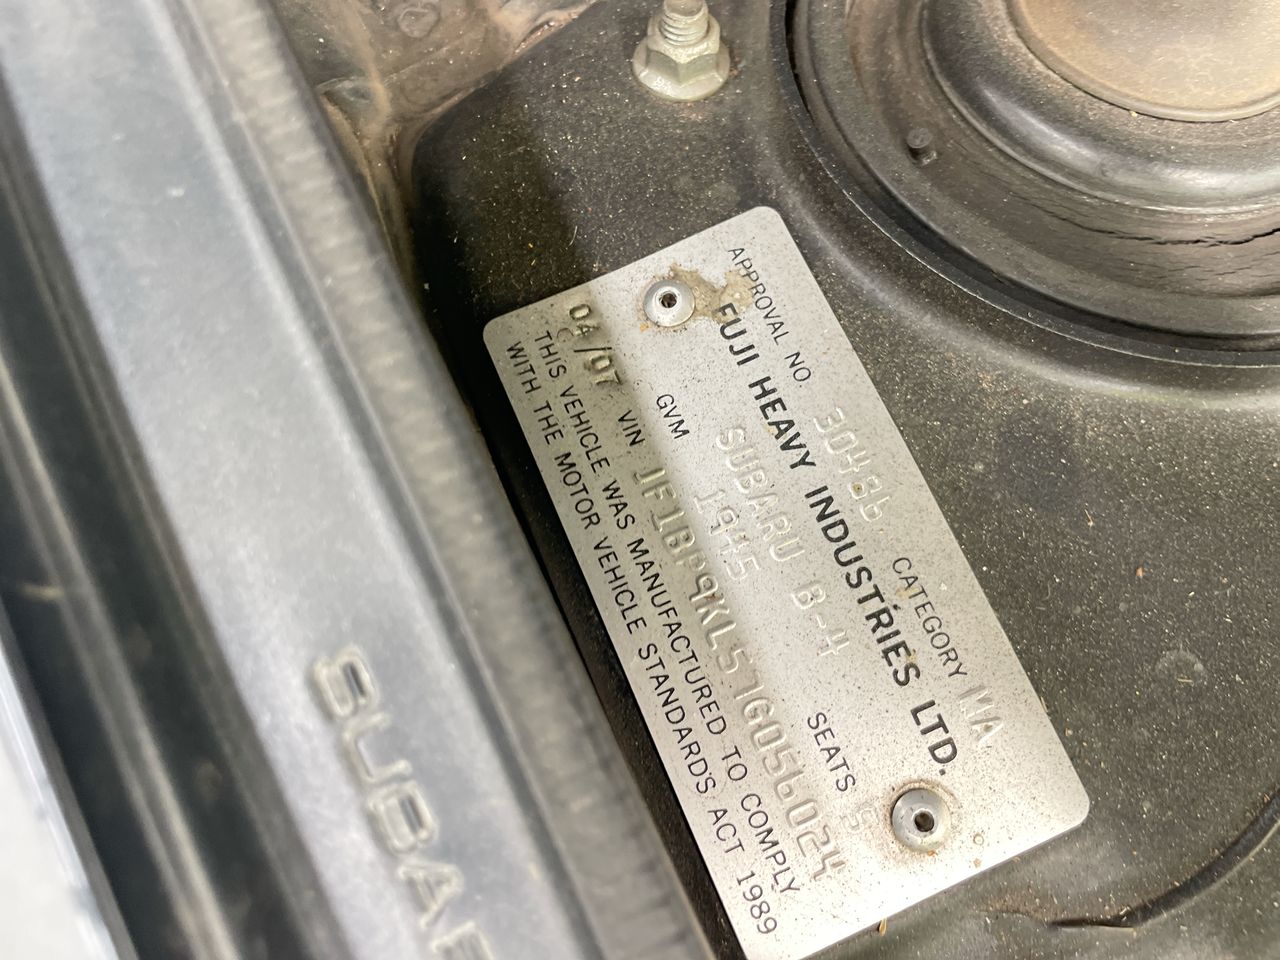 APPROVAL NO. 30486 CATEGORY MA
FUJI HEAVY INDUSTRIES LTD.
SUBARU B-4
GVM 1945 SEATS 5
04/07 VIN JF1BP9KL57G056024
THIS VEHICLE WAS MANUFACTURED TO COMPLY
WITH THE MOTOR VEHICLE STANDARDS ACT 1989
SUBAR